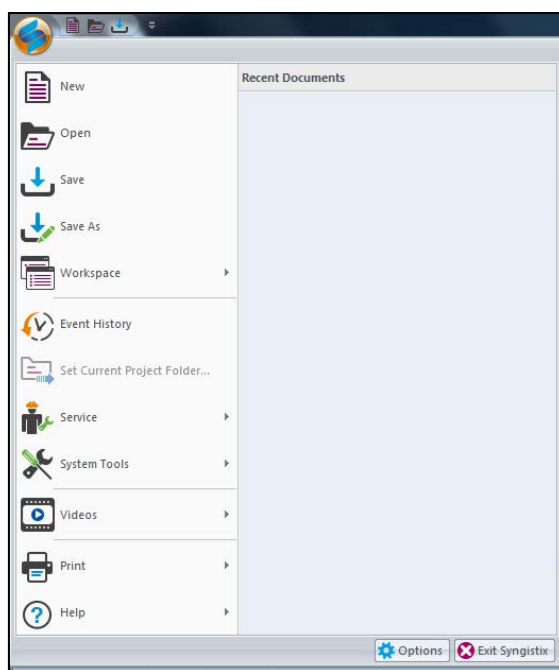 New
Recent Documents
Open
Save
Save As
Workspace
Event History
Set Current Project Folder...
Service
System Tools
Videos
Print
Help
Options
Exit Syngistix